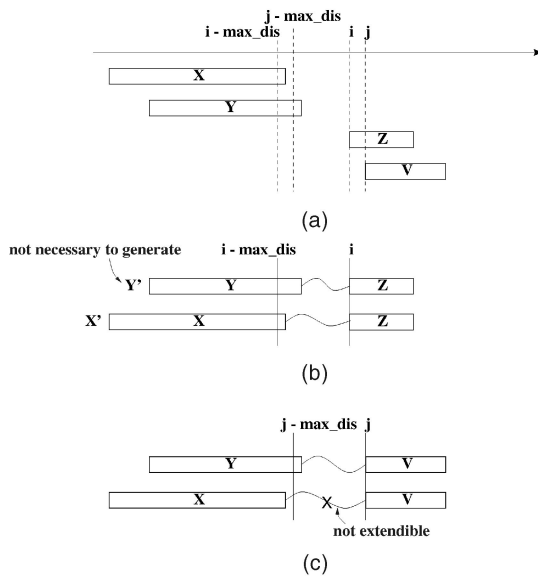 j - max_dis
i - max_dis i j
X
Y
Z
V
(a)
not necessary to generate i - max_dis i
Y' Y Z
X' X Z
(b)
j - max_dis j
Y V
X X V
not extendible
(c)